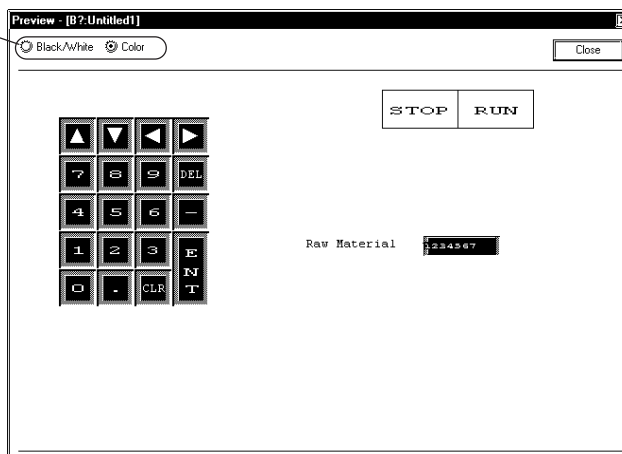 Preview - [B?:Untitled1]
Black/White Color
Close
STOP RUN
7 8 9 DEL
4 5 6 −
1 2 3 ENT
0 . CLR
Raw Material 1234567